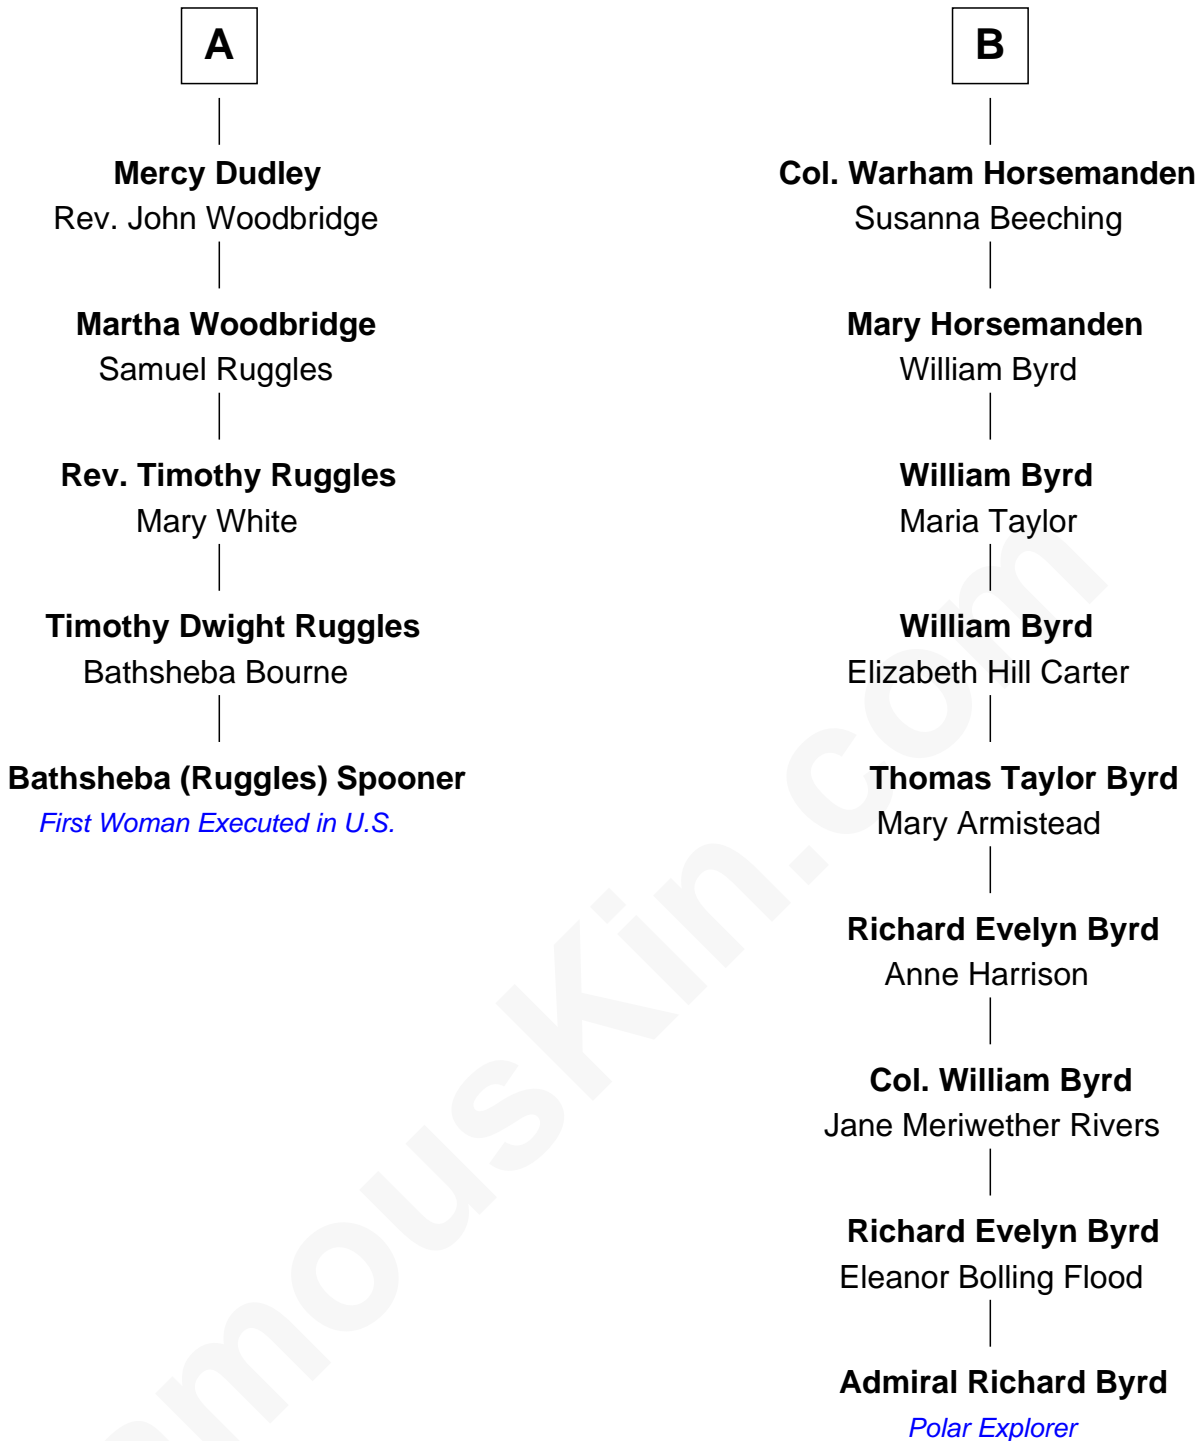 A
Mercy Dudley
Rev. John Woodbridge
Martha Woodbridge
Samuel Ruggles
Rev. Timothy Ruggles
Mary White
Timothy Dwight Ruggles
Bathsheba Bourne
Bathsheba (Ruggles) Spooner
First Woman Executed in U.S.
B
Col. Warham Horsemanden
Susanna Beeching
Mary Horsemanden
William Byrd
William Byrd
Maria Taylor
William Byrd
Elizabeth Hill Carter
Thomas Taylor Byrd
Mary Armistead
Richard Evelyn Byrd
Anne Harrison
Col. William Byrd
Jane Meriwether Rivers
Richard Evelyn Byrd
Eleanor Bolling Flood
Admiral Richard Byrd
Polar Explorer
amouskin.com